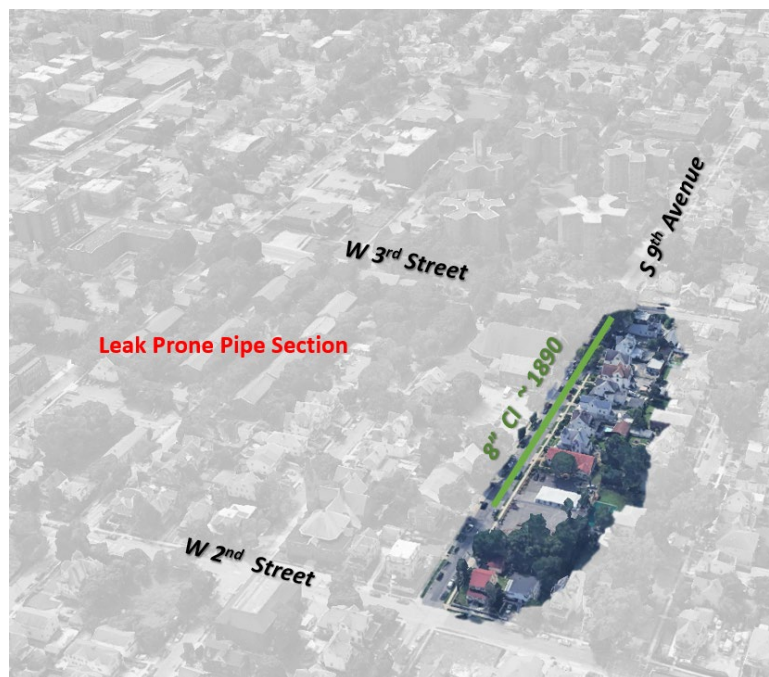 S 9th Avenue
W 3rd Street
Leak Prone Pipe Section
8" CI ~ 1890
W 2nd Street